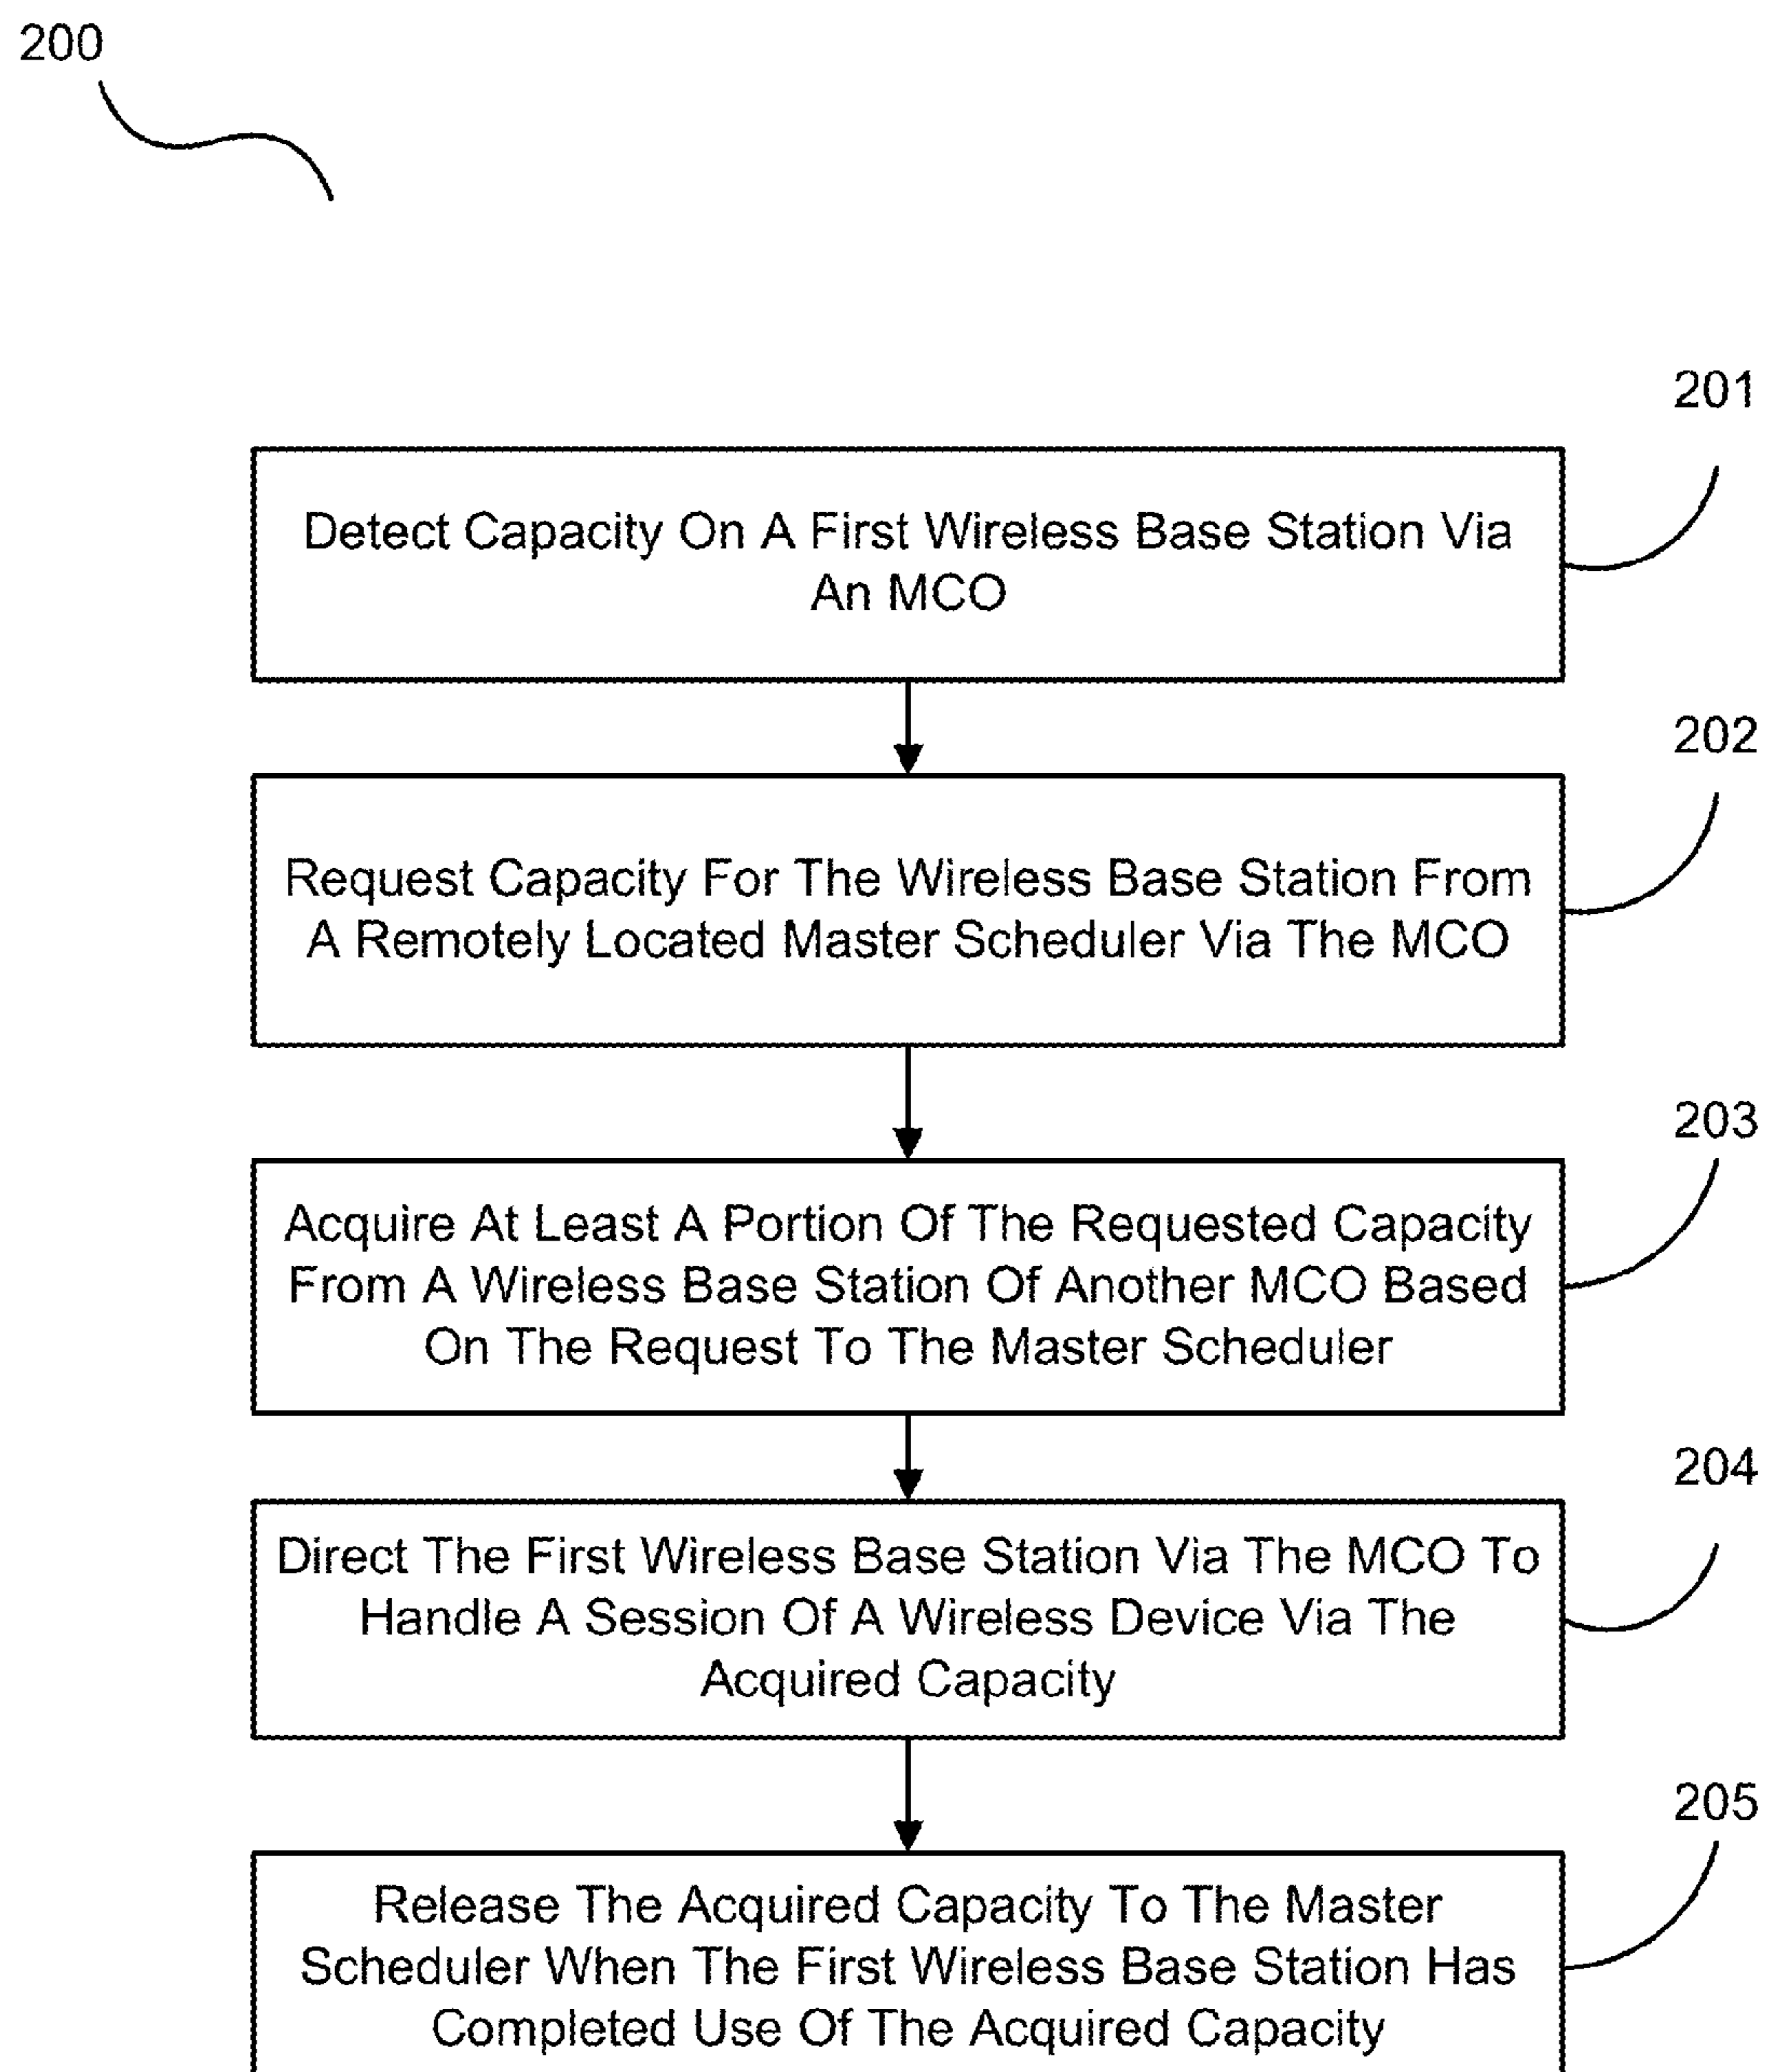 200
201
Detect Capacity On A First Wireless Base Station Via
An MCO
202
Request Capacity For The Wireless Base Station From
A Remotely Located Master Scheduler Via The MCO
203
Acquire At Least A Portion Of The Requested Capacity
From A Wireless Base Station Of Another MCO Based
On The Request To The Master Scheduler
204
Direct The First Wireless Base Station Via The MCO To
Handle A Session Of A Wireless Device Via The
Acquired Capacity
205
Release The Acquired Capacity To The Master
Scheduler When The First Wireless Base Station Has
Completed Use Of The Acquired Capacity